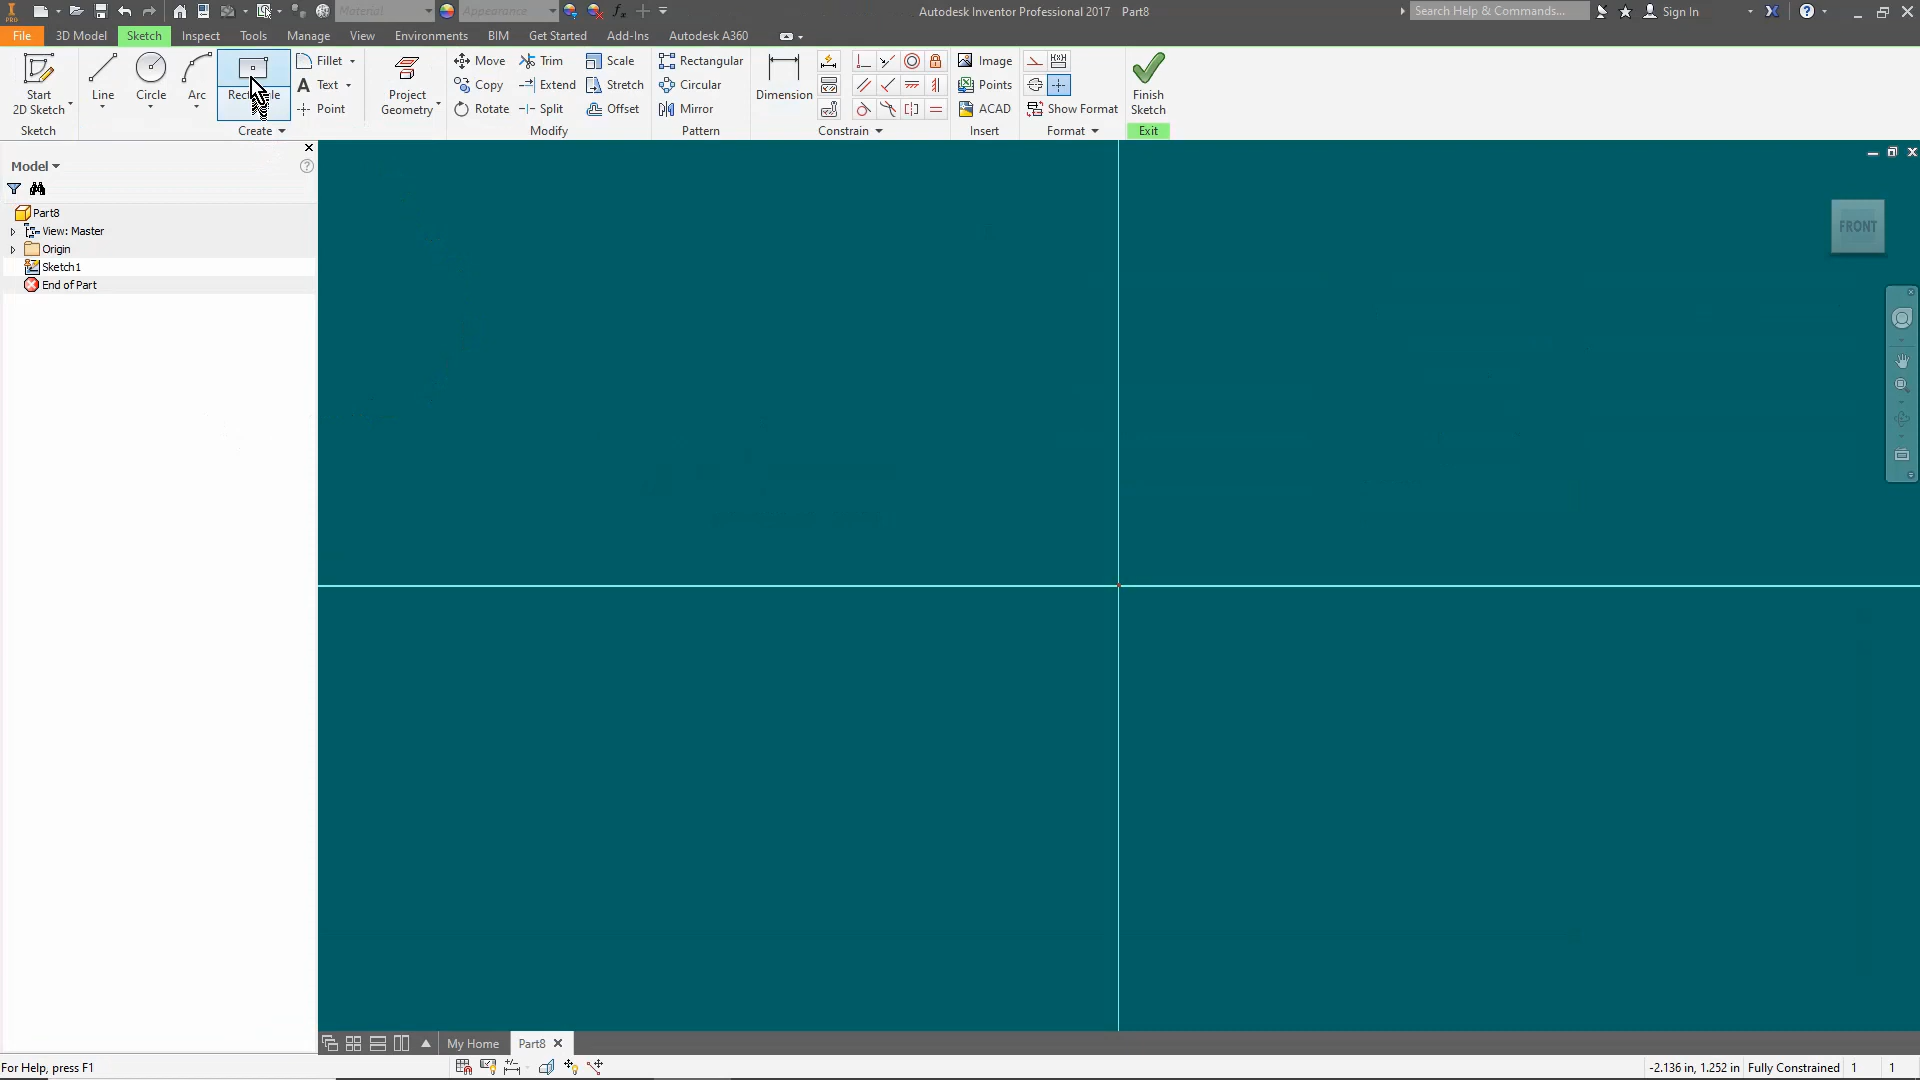 PRO Material Appearance fx Autodesk Inventor Professional 2017 Part8 Search Help & Commands... Sign In
File 3D Model Sketch Inspect Tools Manage View Environments BIM Get Started Add-Ins Autodesk A360
Start 2D Sketch Line Circle Arc Fillet Text Point
Project Geometry
Move Trim Scale
Copy Extend Stretch
Rotate Split Offset
Rectangular
Circular
Mirror
Dimension
Image
Points
ACAD
Show Format
Finish Sketch
Sketch Create Modify Pattern Constrain Insert Format Exit
Model
Part8
View: Master
Origin
Sketch1
End of Part
FRONT
My Home Part8
For Help, press F1 -2.136 in, 1.252 in Fully Constrained 1 1